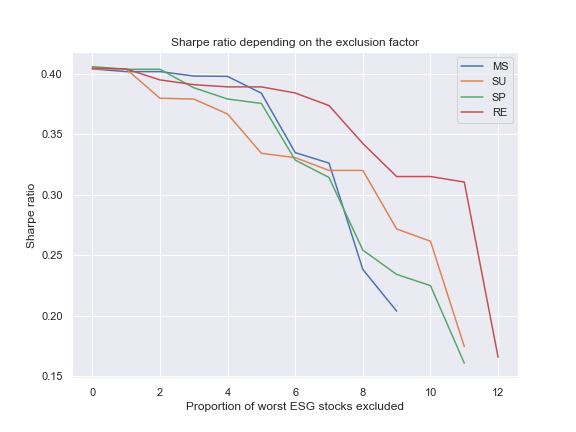 Sharpe ratio depending on the exclusion factor
MS
SU
SP
RE
0.40
0.35
0.30
0.25
0.20
0.15
Sharpe ratio
0 2 4 6 8 10 12
Proportion of worst ESG stocks excluded